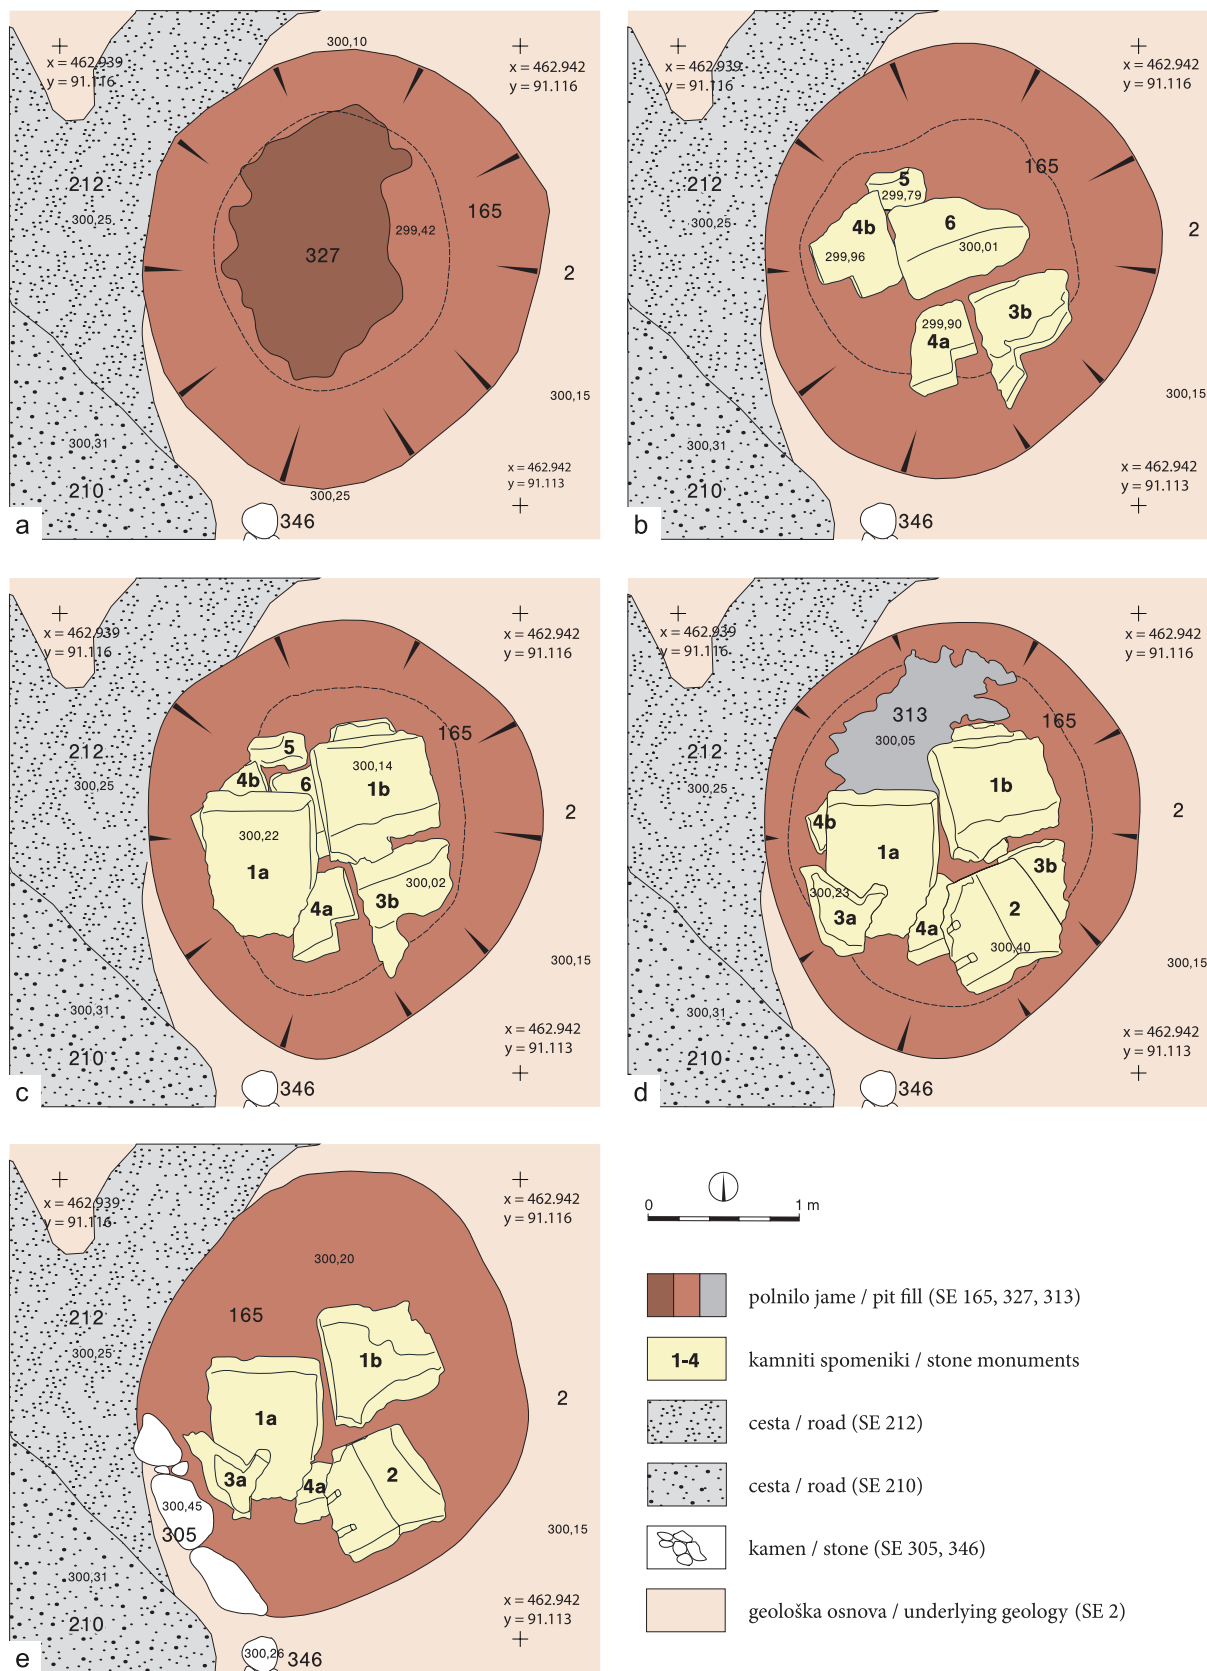 300,10
x = 462.939
y = 91.116
x = 462.942
y = 91.116
212
300,25
165
299,42
327
2
300,15
300,31
x = 462.942
y = 91.113
210
300,25
346
a
x = 462.939
y = 91.116
x = 462.942
y = 91.116
165
212
5
299,79
300,25
4b
6
2
299,96
300,01
3b
299,90
4a
300,15
300,31
x = 462.942
y = 91.113
210
346
b
x = 462.939
y = 91.116
x = 462.942
y = 91.116
165
212
5
300,14
4b
6
1b
300,25
2
300,22
1a
300,02
3b
4a
300,15
300,31
x = 462.942
y = 91.113
210
346
c
x = 462.939
y = 91.116
x = 462.942
y = 91.116
313
165
300,05
212
1b
300,25
2
4b
1a
3b
300,23
3a
2
4a
300,40
300,15
300,31
x = 462.942
y = 91.113
210
346
d
x = 462.939
y = 91.116
x = 462.942
y = 91.116
300,20
165
212
300,25
1b
2
1a
3a
4a
2
300,45
305
300,15
300,31
x = 462.942
y = 91.113
210
300,26
346
e
0
1 m
polnilo jame / pit fill (SE 165, 327, 313)
1-4
kamniti spomeniki / stone monuments
cesta / road (SE 212)
cesta / road (SE 210)
kamen / stone (SE 305, 346)
geološka osnova / underlying geology (SE 2)